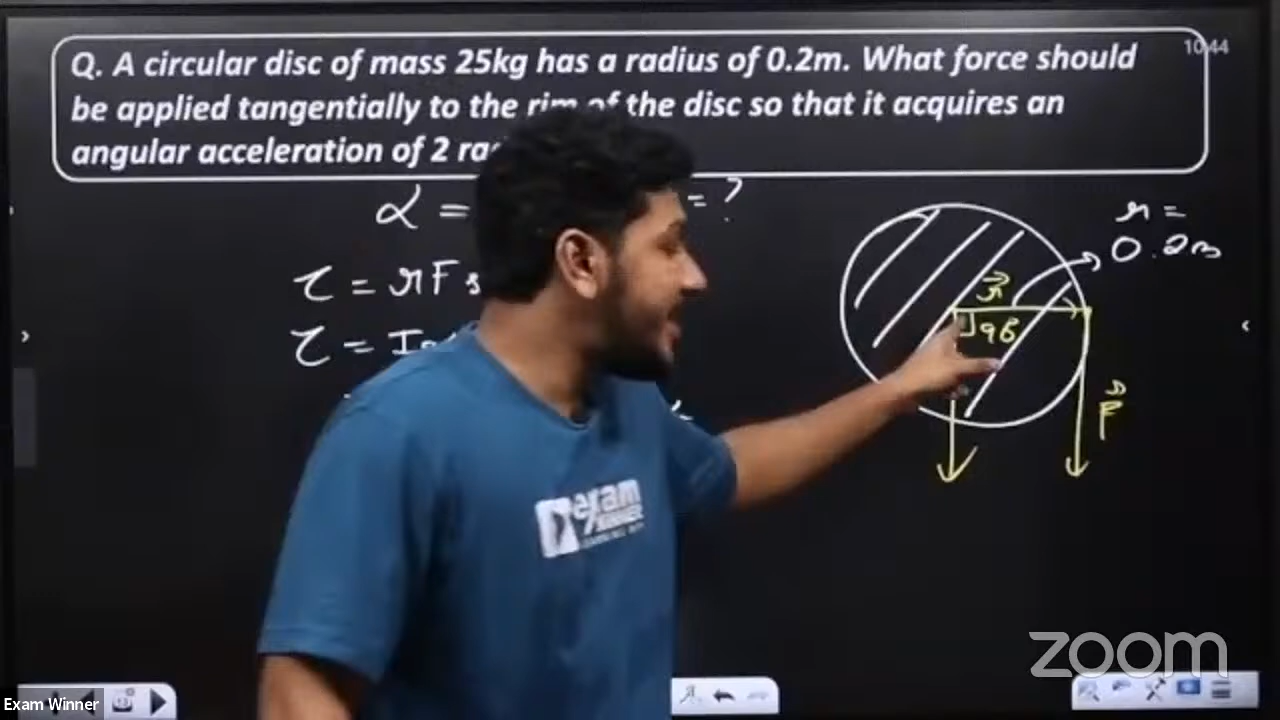 10:44
Q. A circular disc of mass 25kg has a radius of 0.2m. What force should
be applied tangentially to the rim of the disc so that it acquires an
angular acceleration of 2
α = = ?
τ = rF
τ = I
r =
0.2m
r⃗
90
F⃗
exam
WINNER
zoom
Exam Winner